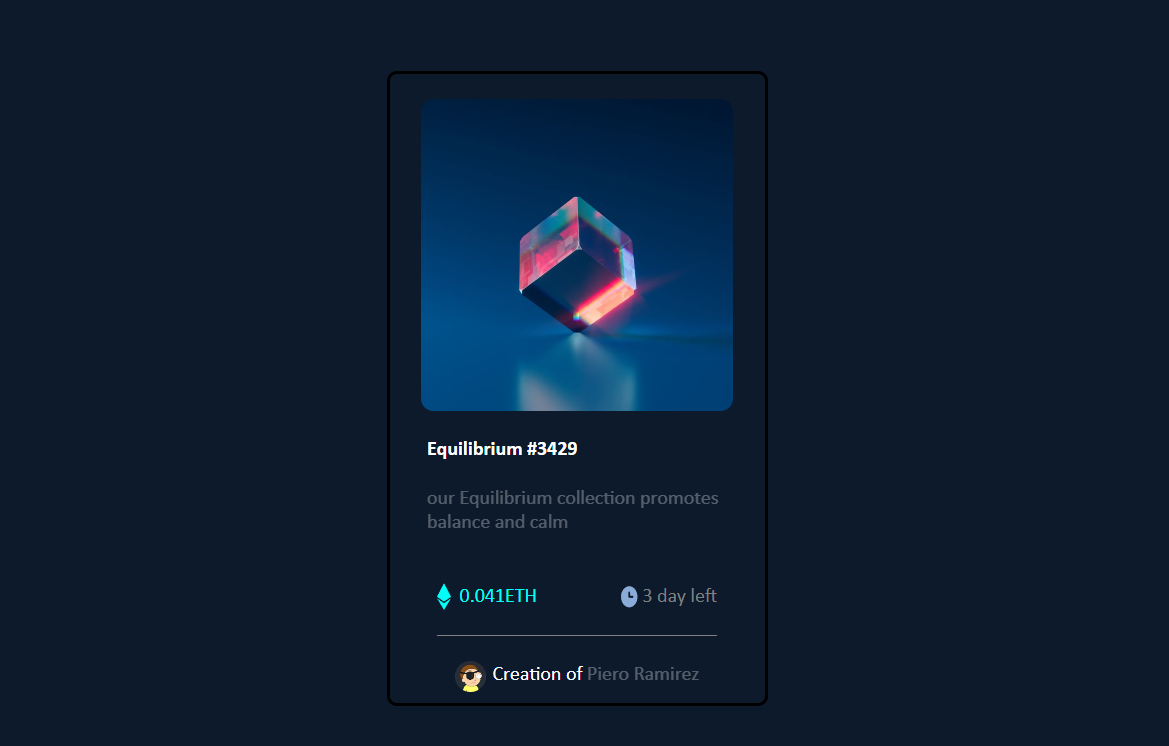 Equilibrium #3429
our Equilibrium collection promotes
balance and calm
0.041ETH
3 day left
Creation of Piero Ramirez